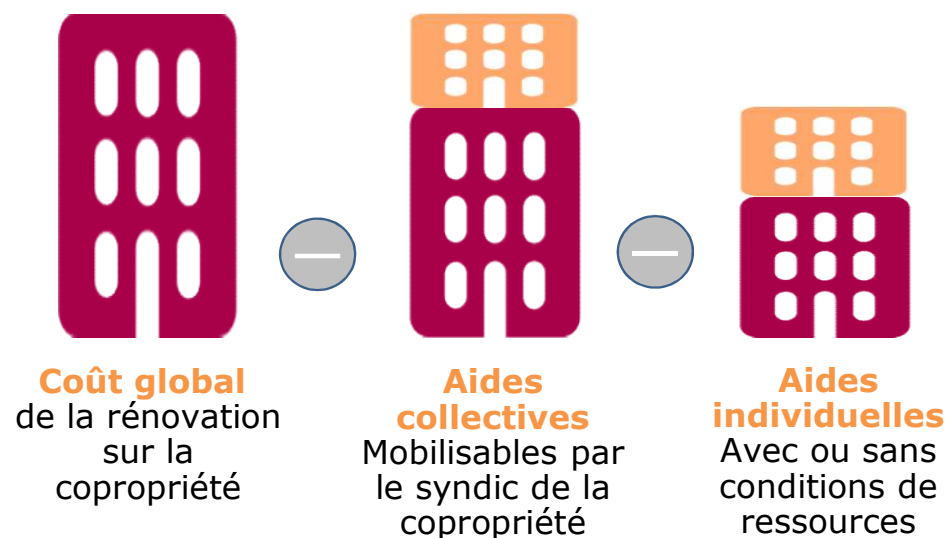 Coût global
de la rénovation
sur la
copropriété
Aides
collectives
Mobilisables par
le syndic de la
copropriété
Aides
individuelles
Avec ou sans
conditions de
ressources